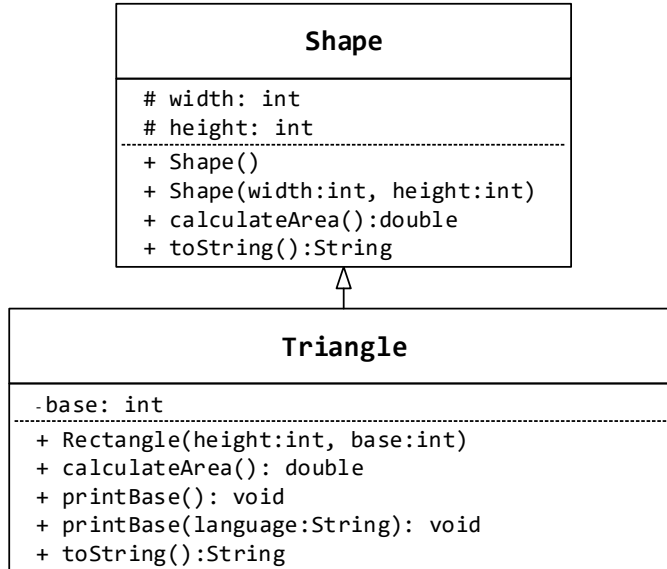 Shape
# width: int
# height: int
+ Shape()
+ Shape(width:int, height:int)
+ calculateArea():double
+ toString():String
Triangle
-base: int
+ Rectangle(height:int, base:int)
+ calculateArea(): double
+ printBase(): void
+ printBase(language:String): void
+ toString():String